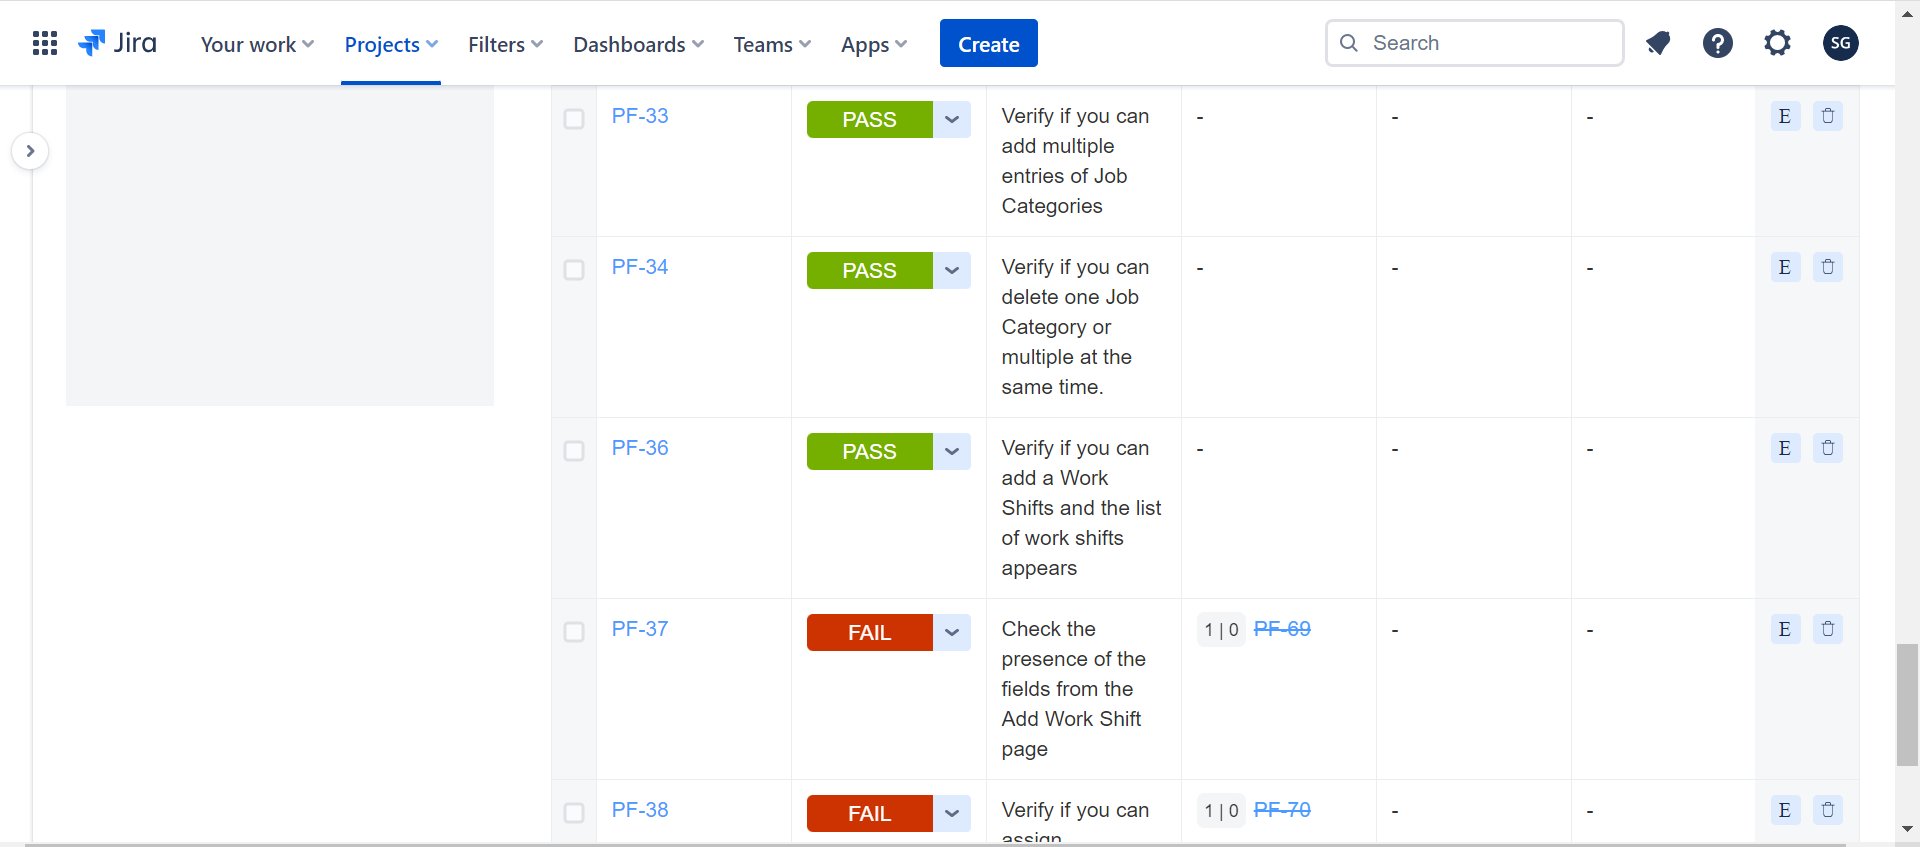 Jira Your work Projects Filters Dashboards Teams Apps Create Search SG
PF-33 PASS Verify if you can - - - E
add multiple
entries of Job
Categories
PF-34 PASS Verify if you can - - - E
delete one Job
Category or
multiple at the
same time.
PF-36 PASS Verify if you can - - - E
add a Work
Shifts and the list
of work shifts
appears
PF-37 FAIL Check the 1 | 0 PF-69 - - E
presence of the
fields from the
Add Work Shift
page
PF-38 FAIL Verify if you can 1 | 0 PF-70 - - E
assign